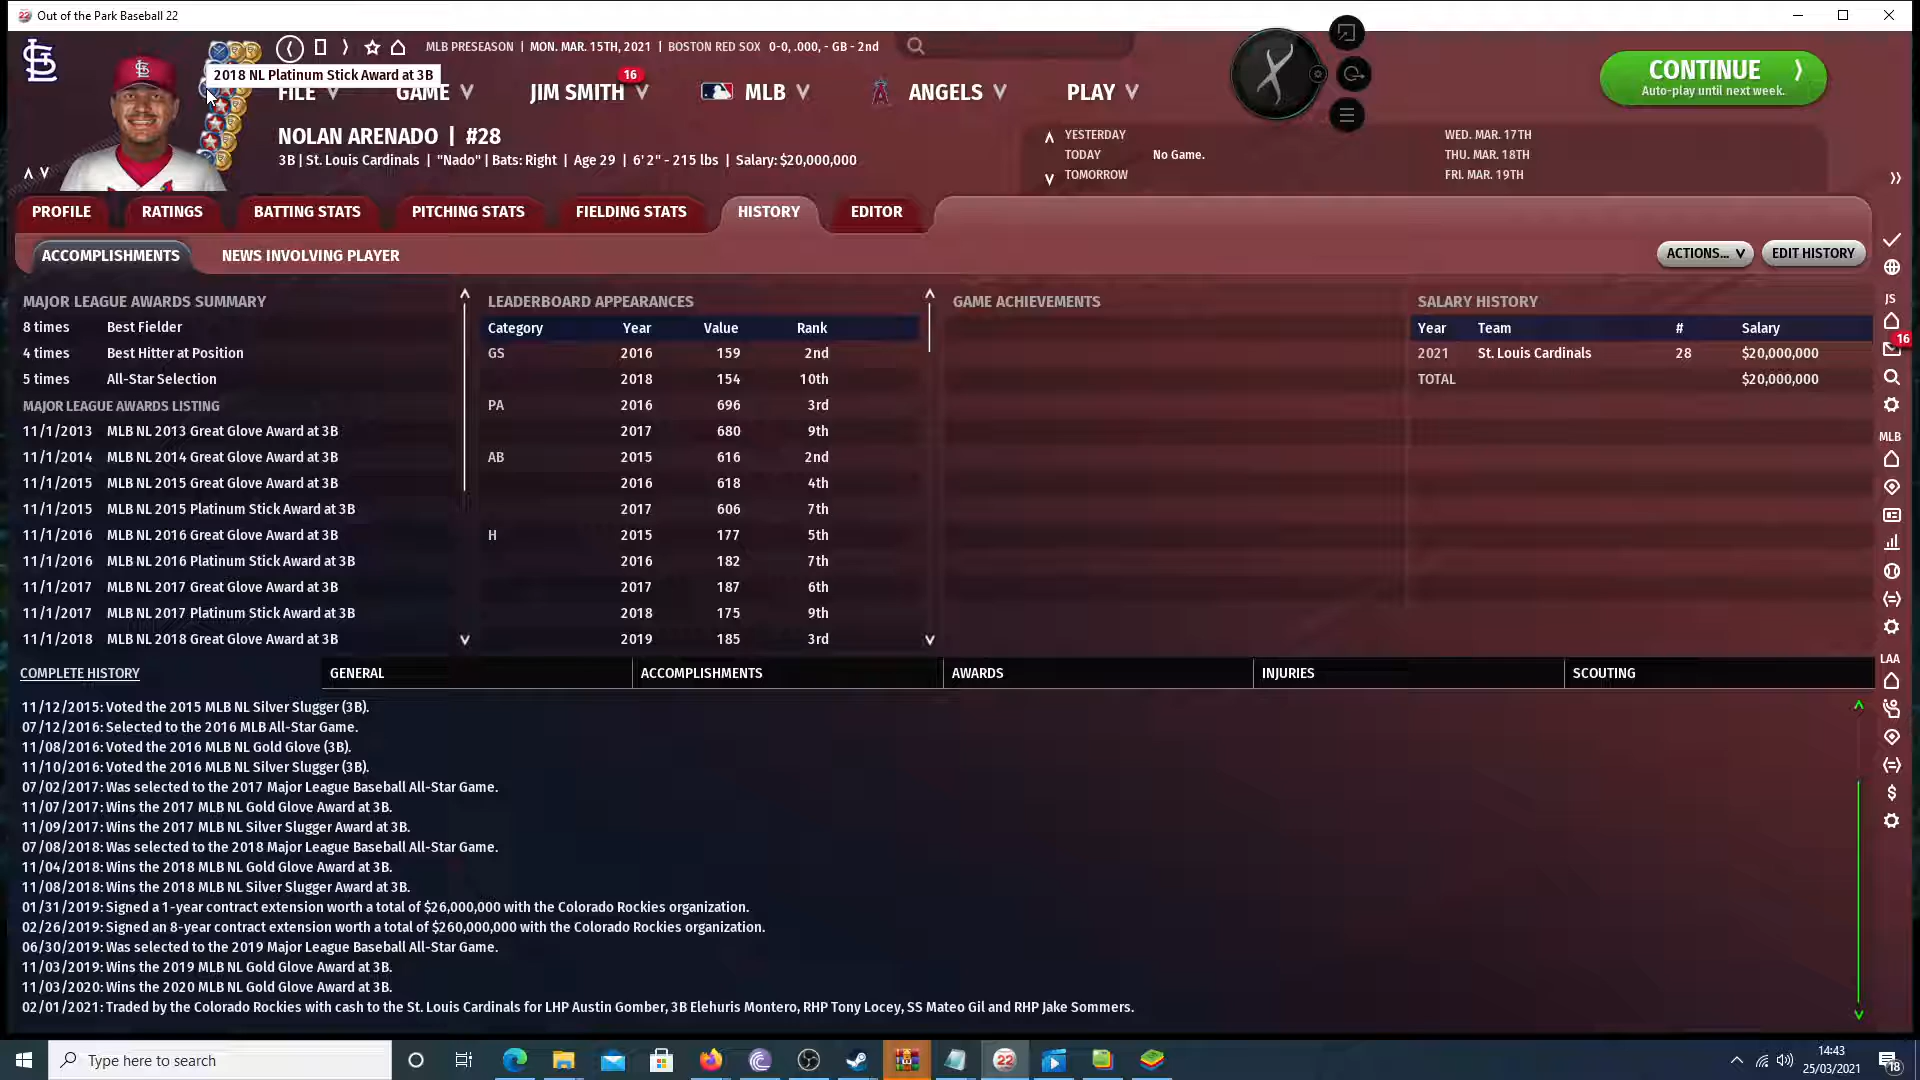 Out of the Park Baseball 22
MLB PRESEASON | MON. MAR. 15TH, 2021 | BOSTON RED SOX 0-0, .000, - GB - 2nd
2018 NL Platinum Stick Award at 3B
FILE GAME JIM SMITH 16 MLB ANGELS PLAY
CONTINUE
Auto-play until next week.
NOLAN ARENADO | #28
3B | St. Louis Cardinals | "Nado" | Bats: Right | Age 29 | 6' 2" - 215 lbs | Salary: $20,000,000
YESTERDAY WED. MAR. 17TH
TODAY No Game. THU. MAR. 18TH
TOMORROW FRI. MAR. 19TH
PROFILE RATINGS BATTING STATS PITCHING STATS FIELDING STATS HISTORY EDITOR
ACCOMPLISHMENTS NEWS INVOLVING PLAYER ACTIONS... EDIT HISTORY
MAJOR LEAGUE AWARDS SUMMARY
8 times Best Fielder
4 times Best Hitter at Position
5 times All-Star Selection
MAJOR LEAGUE AWARDS LISTING
11/1/2013 MLB NL 2013 Great Glove Award at 3B
11/1/2014 MLB NL 2014 Great Glove Award at 3B
11/1/2015 MLB NL 2015 Great Glove Award at 3B
11/1/2015 MLB NL 2015 Platinum Stick Award at 3B
11/1/2016 MLB NL 2016 Great Glove Award at 3B
11/1/2016 MLB NL 2016 Platinum Stick Award at 3B
11/1/2017 MLB NL 2017 Great Glove Award at 3B
11/1/2017 MLB NL 2017 Platinum Stick Award at 3B
11/1/2018 MLB NL 2018 Great Glove Award at 3B
LEADERBOARD APPEARANCES
Category Year Value Rank
GS 2016 159 2nd
2018 154 10th
PA 2016 696 3rd
2017 680 9th
AB 2015 616 2nd
2016 618 4th
2017 606 7th
H 2015 177 5th
2016 182 7th
2017 187 6th
2018 175 9th
2019 185 3rd
GAME ACHIEVEMENTS
SALARY HISTORY
Year Team # Salary
2021 St. Louis Cardinals 28 $20,000,000
TOTAL $20,000,000
JS
16
MLB
LAA
COMPLETE HISTORY GENERAL ACCOMPLISHMENTS AWARDS INJURIES SCOUTING
11/12/2015: Voted the 2015 MLB NL Silver Slugger (3B).
07/12/2016: Selected to the 2016 MLB All-Star Game.
11/08/2016: Voted the 2016 MLB NL Gold Glove (3B).
11/10/2016: Voted the 2016 MLB NL Silver Slugger (3B).
07/02/2017: Was selected to the 2017 Major League Baseball All-Star Game.
11/07/2017: Wins the 2017 MLB NL Gold Glove Award at 3B.
11/09/2017: Wins the 2017 MLB NL Silver Slugger Award at 3B.
07/08/2018: Was selected to the 2018 Major League Baseball All-Star Game.
11/04/2018: Wins the 2018 MLB NL Gold Glove Award at 3B.
11/08/2018: Wins the 2018 MLB NL Silver Slugger Award at 3B.
01/31/2019: Signed a 1-year contract extension worth a total of $26,000,000 with the Colorado Rockies organization.
02/26/2019: Signed an 8-year contract extension worth a total of $260,000,000 with the Colorado Rockies organization.
06/30/2019: Was selected to the 2019 Major League Baseball All-Star Game.
11/03/2019: Wins the 2019 MLB NL Gold Glove Award at 3B.
11/03/2020: Wins the 2020 MLB NL Gold Glove Award at 3B.
02/01/2021: Traded by the Colorado Rockies with cash to the St. Louis Cardinals for LHP Austin Gomber, 3B Elehuris Montero, RHP Tony Locey, SS Mateo Gil and RHP Jake Sommers.
Type here to search
22
14:43
25/03/2021
18